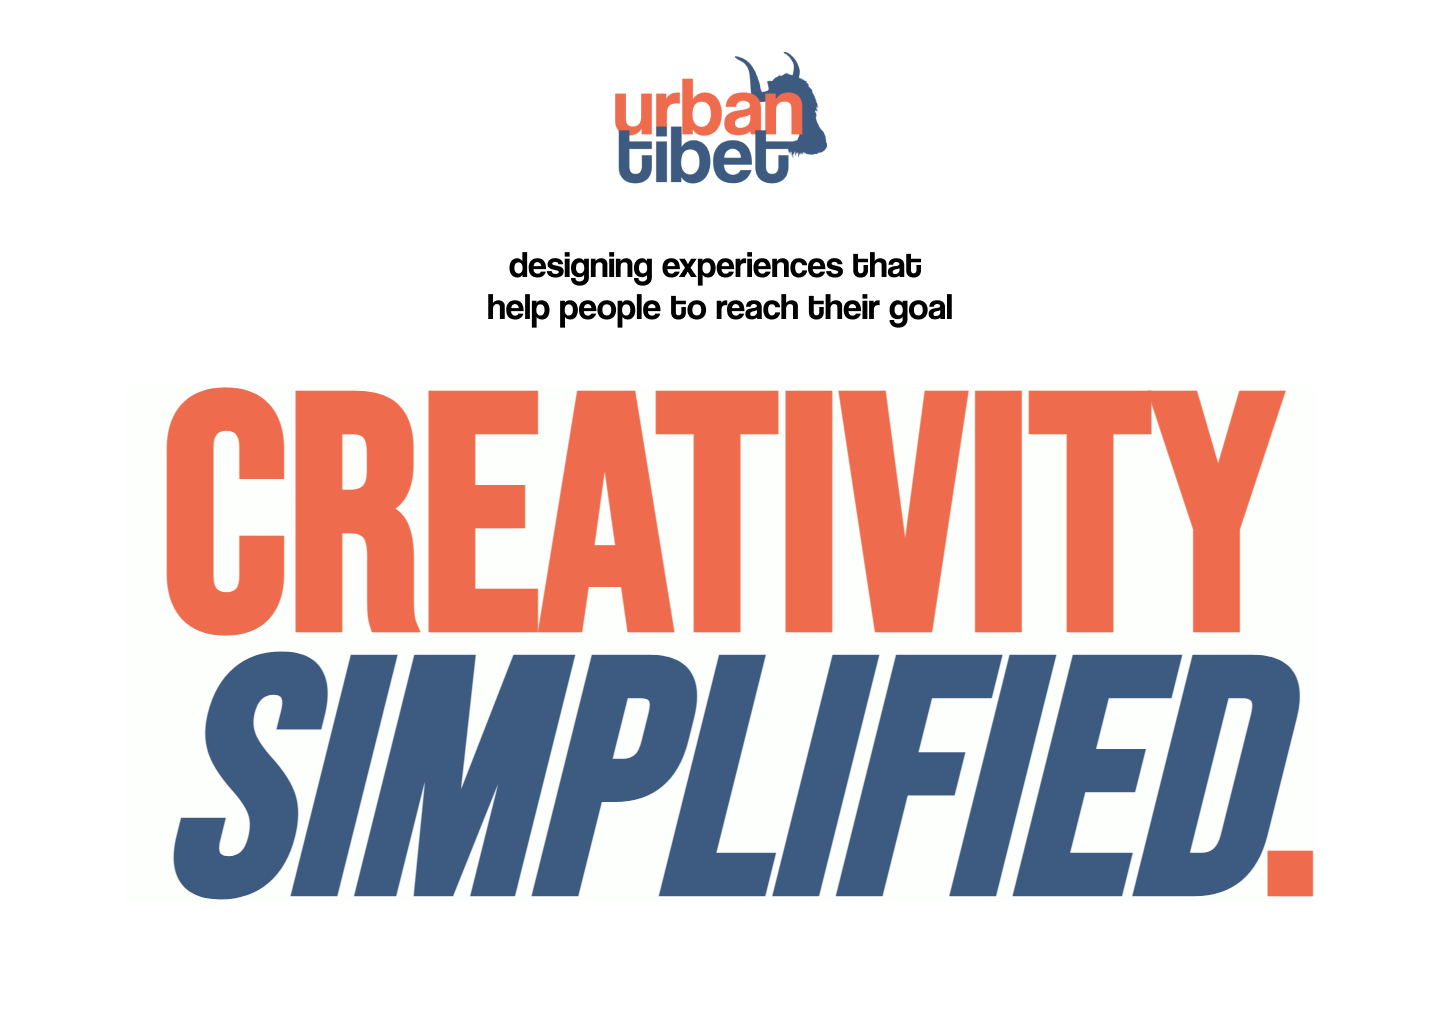 urban
tibet
designing experiences that
help people to reach their goal
CREATIVITY
SIMPLIFIED.